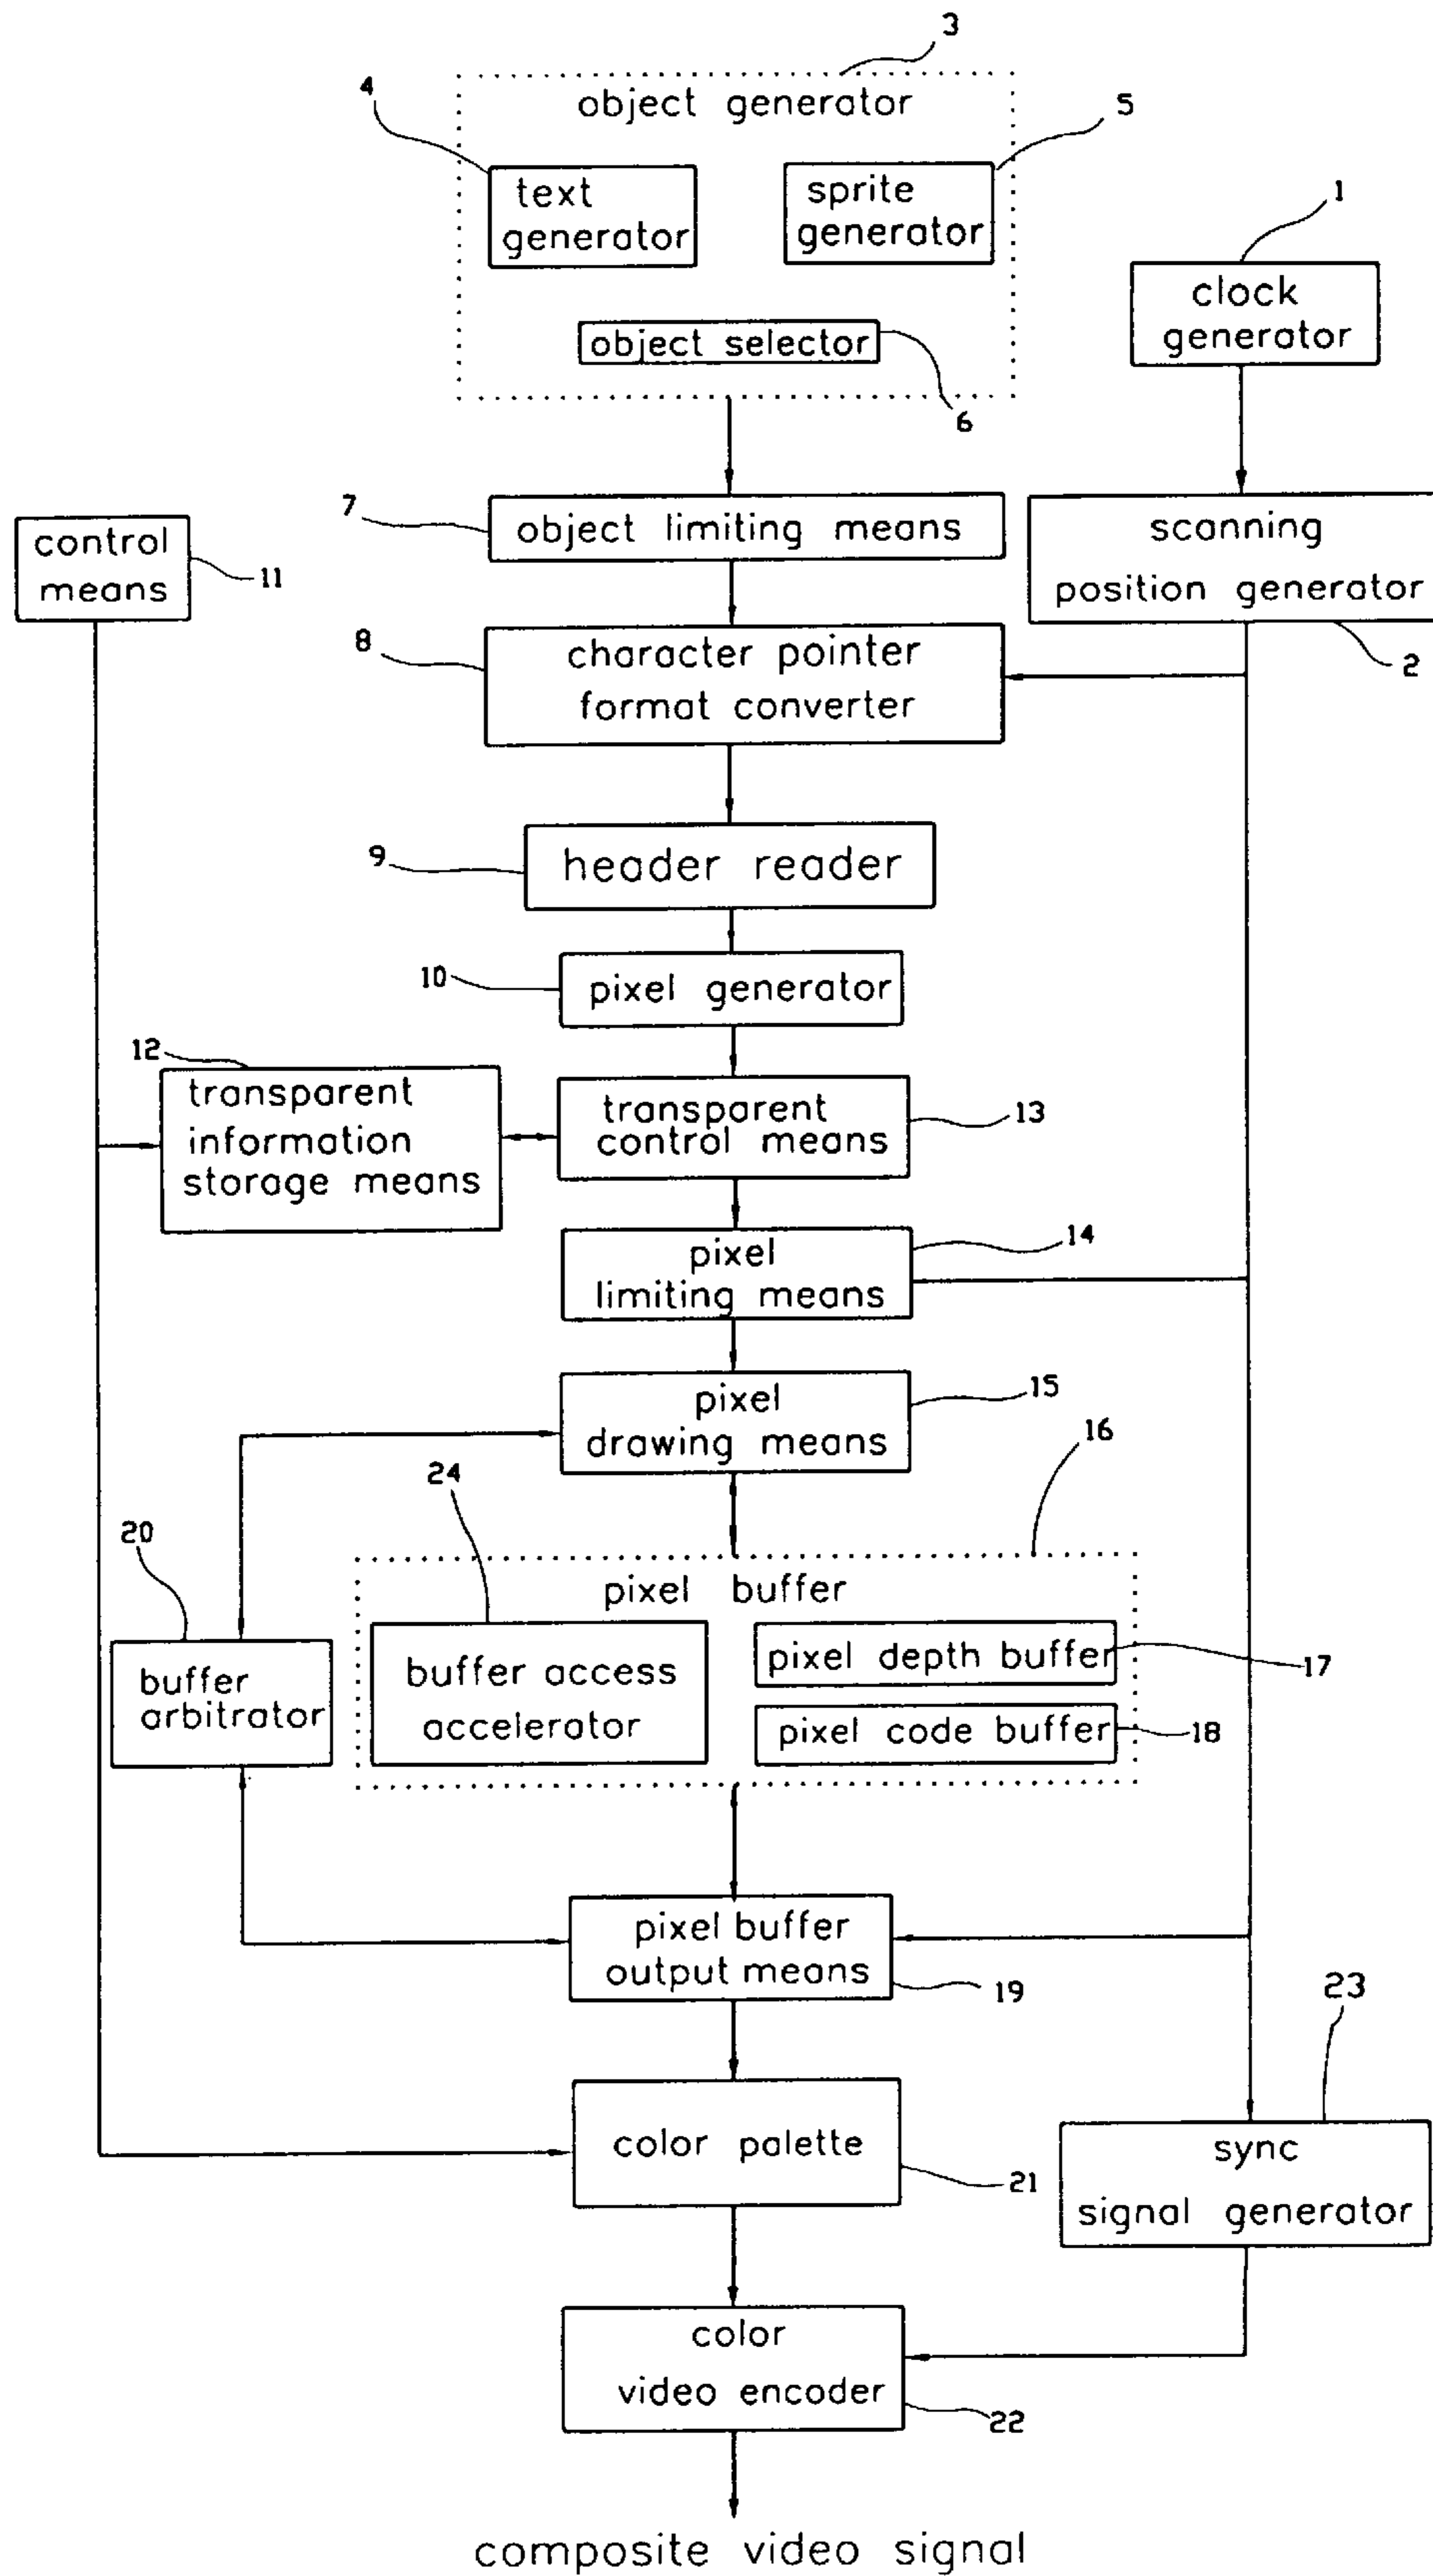 3
object generator
4
5
text
generator
sprite
generator
1
clock
generator
object selector
6
7
object limiting means
scanning
position generator
control
means
11
8
character pointer
format converter
2
9
header reader
10
pixel generator
12
transparent
information
storage means
transparent
control means
13
pixel
limiting means
14
pixel
drawing means
15
16
24
20
pixel buffer
buffer access
accelerator
pixel depth buffer
17
buffer
arbitrator
pixel code buffer
18
pixel buffer
output means
19
23
color palette
21
sync
signal generator
color
video encoder
22
composite video signal